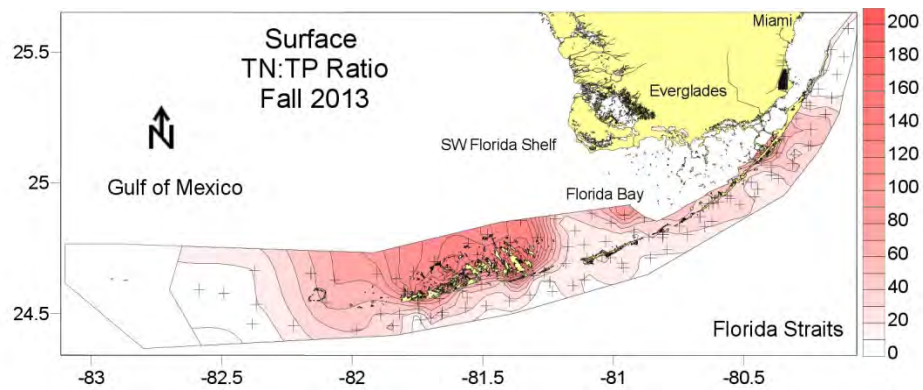 Surface
TN:TP Ratio
Fall 2013
N
Gulf of Mexico
SW Florida Shelf
Florida Bay
Everglades
Miami
Florida Straits
25.5
25
24.5
-83
-82.5
-82
-81.5
-81
-80.5
200
180
160
140
120
100
80
60
40
20
0